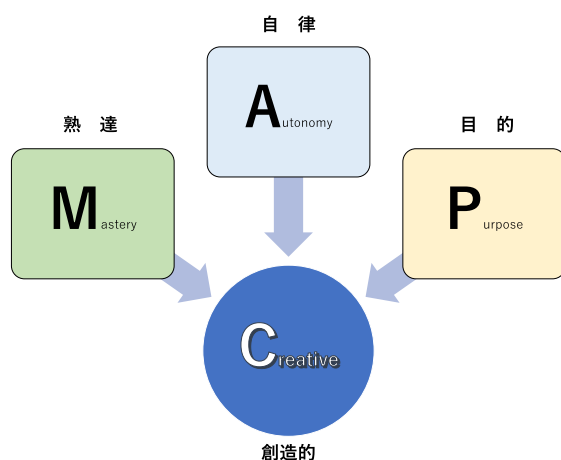 自　律
Autonomy
熟　達
Mastery
目　的
Purpose
Creative
創造的